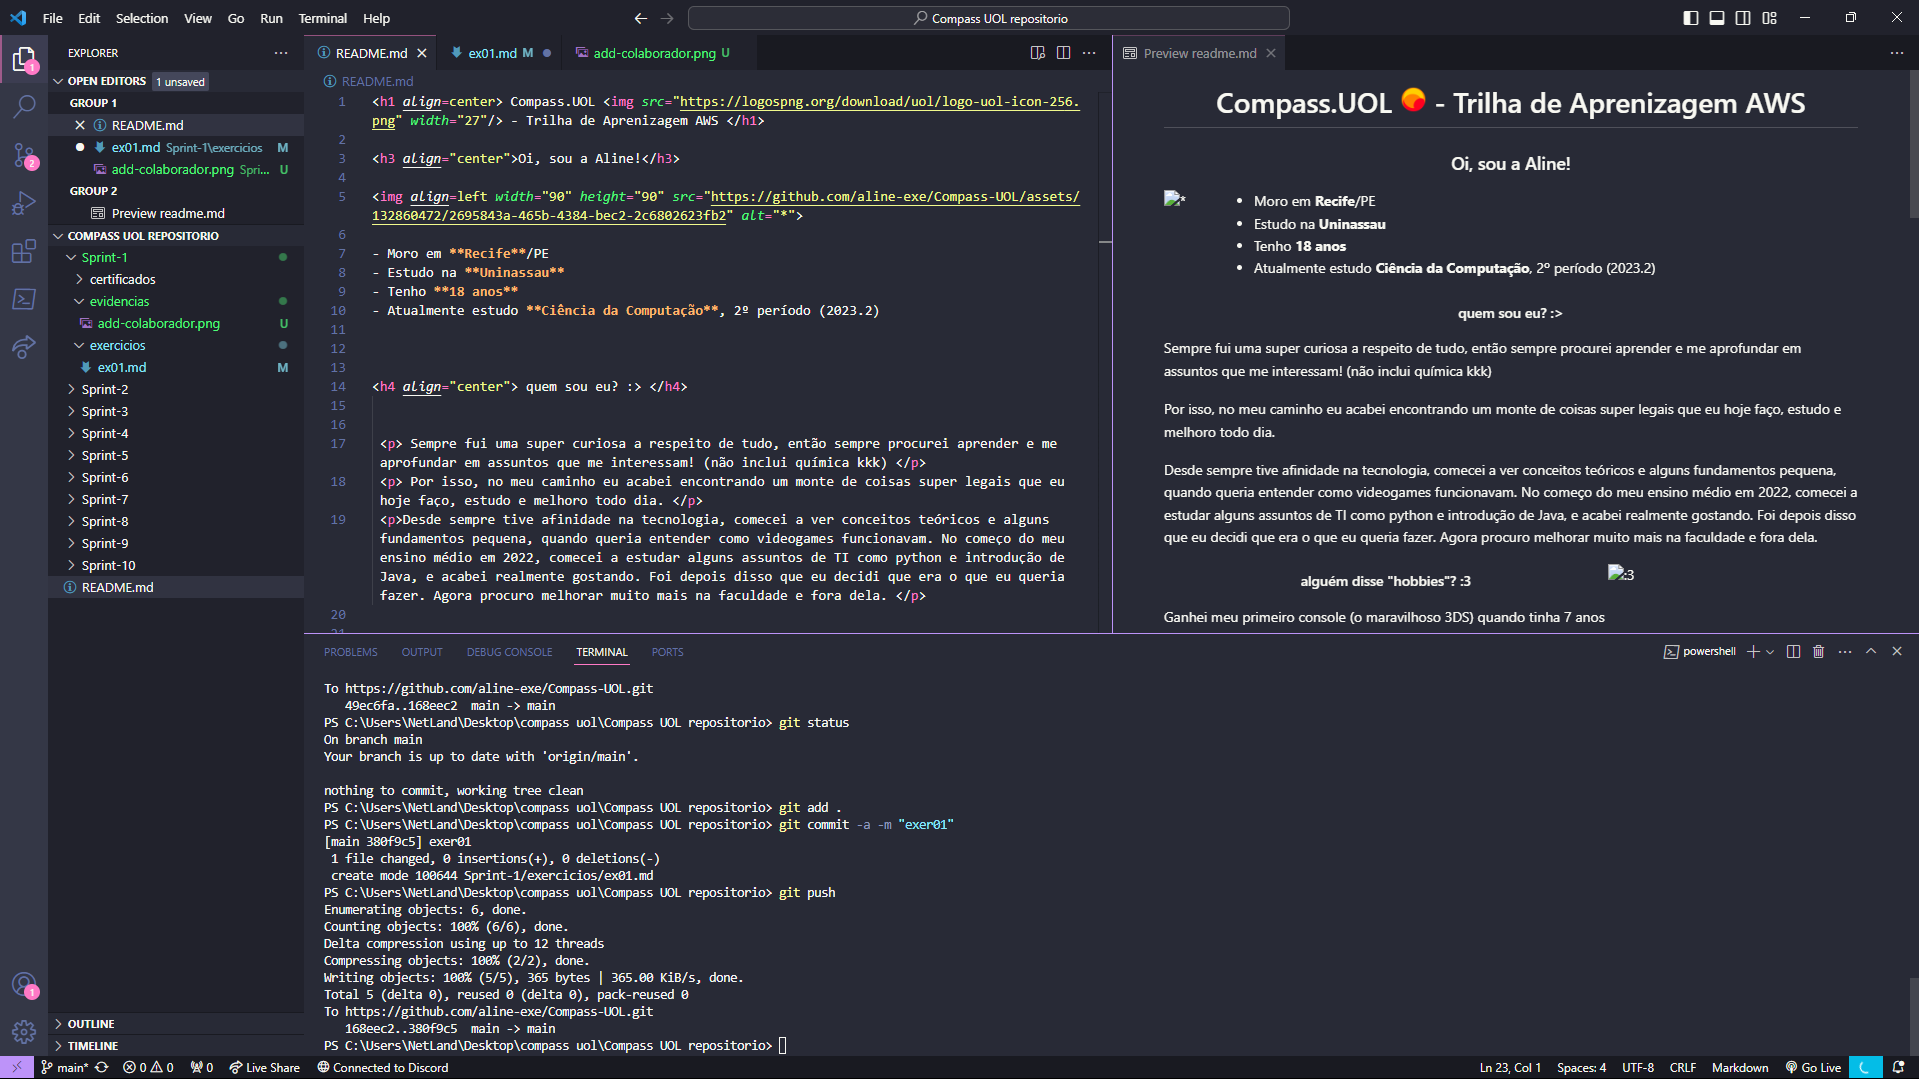 File Edit Selection View Go Run Terminal Help
Compass UOL repositorio
EXPLORER
OPEN EDITORS 1 unsaved
GROUP 1
README.md
ex01.md Sprint-1\exercicios M
add-colaborador.png Spri... U
GROUP 2
Preview readme.md
COMPASS UOL REPOSITORIO
Sprint-1
certificados
evidencias
add-colaborador.png U
exercicios
ex01.md M
Sprint-2
Sprint-3
Sprint-4
Sprint-5
Sprint-6
Sprint-7
Sprint-8
Sprint-9
Sprint-10
README.md
OUTLINE
TIMELINE
1
2
1
README.md ex01.md M add-colaborador.png U
README.md
1 <h1 align=center> Compass.UOL <img src="https://logospng.org/download/uol/logo-uol-icon-256.
png" width="27"/> - Trilha de Aprenizagem AWS </h1>
2
3 <h3 align="center">Oi, sou a Aline!</h3>
4
5 <img align=left width="90" height="90" src="https://github.com/aline-exe/Compass-UOL/assets/
132860472/2695843a-465b-4384-bec2-2c6802623fb2" alt="*">
6
7 - Moro em **Recife**/PE
8 - Estudo na **Uninassau**
9 - Tenho **18 anos**
10 - Atualmente estudo **Ciência da Computação**, 2º período (2023.2)
11
12
13
14 <h4 align="center"> quem sou eu? :> </h4>
15
16
17 <p> Sempre fui uma super curiosa a respeito de tudo, então sempre procurei aprender e me
aprofundar em assuntos que me interessam! (não inclui química kkk) </p>
18 <p> Por isso, no meu caminho eu acabei encontrando um monte de coisas super legais que eu
hoje faço, estudo e melhoro todo dia. </p>
19 <p>Desde sempre tive afinidade na tecnologia, comecei a ver conceitos teóricos e alguns
fundamentos pequena, quando queria entender como videogames funcionavam. No começo do meu
ensino médio em 2022, comecei a estudar alguns assuntos de TI como python e introdução de
Java, e acabei realmente gostando. Foi depois disso que eu decidi que era o que eu queria
fazer. Agora procuro melhorar muito mais na faculdade e fora dela. </p>
20
21
Preview readme.md
Compass.UOL - Trilha de Aprenizagem AWS
Oi, sou a Aline!
*
• Moro em Recife/PE
• Estudo na Uninassau
• Tenho 18 anos
• Atualmente estudo Ciência da Computação, 2º período (2023.2)
quem sou eu? :>
Sempre fui uma super curiosa a respeito de tudo, então sempre procurei aprender e me aprofundar em
assuntos que me interessam! (não inclui química kkk)
Por isso, no meu caminho eu acabei encontrando um monte de coisas super legais que eu hoje faço, estudo e
melhoro todo dia.
Desde sempre tive afinidade na tecnologia, comecei a ver conceitos teóricos e alguns fundamentos pequena,
quando queria entender como videogames funcionavam. No começo do meu ensino médio em 2022, comecei a
estudar alguns assuntos de TI como python e introdução de Java, e acabei realmente gostando. Foi depois disso
que eu decidi que era o que eu queria fazer. Agora procuro melhorar muito mais na faculdade e fora dela.
alguém disse "hobbies"? :3
:3
Ganhei meu primeiro console (o maravilhoso 3DS) quando tinha 7 anos
PROBLEMS OUTPUT DEBUG CONSOLE TERMINAL PORTS
powershell
To https://github.com/aline-exe/Compass-UOL.git
49ec6fa..168eec2 main -> main
PS C:\Users\NetLand\Desktop\compass uol\Compass UOL repositorio> git status
On branch main
Your branch is up to date with 'origin/main'.
nothing to commit, working tree clean
PS C:\Users\NetLand\Desktop\compass uol\Compass UOL repositorio> git add .
PS C:\Users\NetLand\Desktop\compass uol\Compass UOL repositorio> git commit -a -m "exer01"
[main 380f9c5] exer01
1 file changed, 0 insertions(+), 0 deletions(-)
create mode 100644 Sprint-1/exercicios/ex01.md
PS C:\Users\NetLand\Desktop\compass uol\Compass UOL repositorio> git push
Enumerating objects: 6, done.
Counting objects: 100% (6/6), done.
Delta compression using up to 12 threads
Compressing objects: 100% (2/2), done.
Writing objects: 100% (5/5), 365 bytes | 365.00 KiB/s, done.
Total 5 (delta 0), reused 0 (delta 0), pack-reused 0
To https://github.com/aline-exe/Compass-UOL.git
168eec2..380f9c5 main -> main
PS C:\Users\NetLand\Desktop\compass uol\Compass UOL repositorio>
main* 0 0 0 Live Share Connected to Discord
Ln 23, Col 1 Spaces: 4 UTF-8 CRLF Markdown Go Live